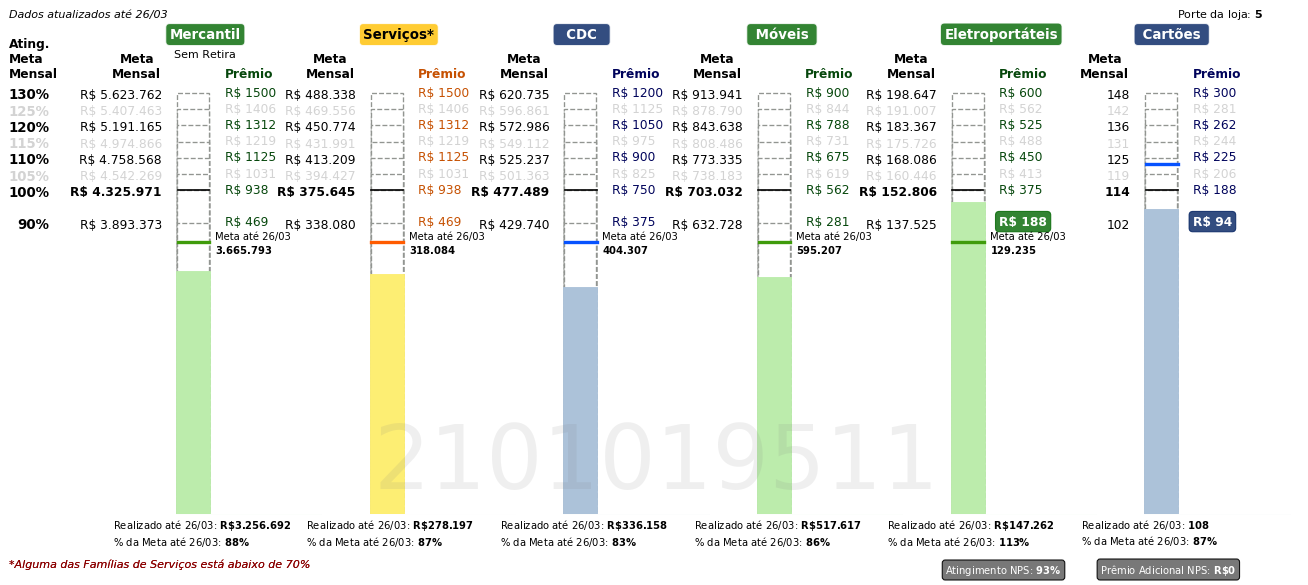 Dados atualizados até 26/03 Porte da loja: 5
Mercantil Serviços* CDC Móveis Eletroportáteis Cartões
Ating. Meta Mensal
Sem Retira
Meta Mensal Prêmio Meta Mensal Prêmio Meta Mensal Prêmio Meta Mensal Prêmio Meta Mensal Prêmio Meta Mensal Prêmio
130% R$ 5.623.762 R$ 1500 R$ 488.338 R$ 1500 R$ 620.735 R$ 1200 R$ 913.941 R$ 900 R$ 198.647 R$ 600 148 R$ 300
125% R$ 5.407.463 R$ 1406 R$ 469.556 R$ 1406 R$ 596.861 R$ 1125 R$ 878.790 R$ 844 R$ 191.007 R$ 562 142 R$ 281
120% R$ 5.191.165 R$ 1312 R$ 450.774 R$ 1312 R$ 572.986 R$ 1050 R$ 843.638 R$ 788 R$ 183.367 R$ 525 136 R$ 262
115% R$ 4.974.866 R$ 1219 R$ 431.991 R$ 1219 R$ 549.112 R$ 975 R$ 808.486 R$ 731 R$ 175.726 R$ 488 131 R$ 244
110% R$ 4.758.568 R$ 1125 R$ 413.209 R$ 1125 R$ 525.237 R$ 900 R$ 773.335 R$ 675 R$ 168.086 R$ 450 125 R$ 225
105% R$ 4.542.269 R$ 1031 R$ 394.427 R$ 1031 R$ 501.363 R$ 825 R$ 738.183 R$ 619 R$ 160.446 R$ 413 119 R$ 206
100% R$ 4.325.971 R$ 938 R$ 375.645 R$ 938 R$ 477.489 R$ 750 R$ 703.032 R$ 562 R$ 152.806 R$ 375 114 R$ 188
90% R$ 3.893.373 R$ 469 R$ 338.080 R$ 469 R$ 429.740 R$ 375 R$ 632.728 R$ 281 R$ 137.525 R$ 188 102 R$ 94
Meta até 26/03 Meta até 26/03 Meta até 26/03 Meta até 26/03 Meta até 26/03
3.665.793 318.084 404.307 595.207 129.235
2101019511
Realizado até 26/03: R$3.256.692 Realizado até 26/03: R$278.197 Realizado até 26/03: R$336.158 Realizado até 26/03: R$517.617 Realizado até 26/03: R$147.262 Realizado até 26/03: 108
% da Meta até 26/03: 88% % da Meta até 26/03: 87% % da Meta até 26/03: 83% % da Meta até 26/03: 86% % da Meta até 26/03: 113% % da Meta até 26/03: 87%
*Alguma das Famílias de Serviços está abaixo de 70% Atingimento NPS: 93% Prêmio Adicional NPS: R$0